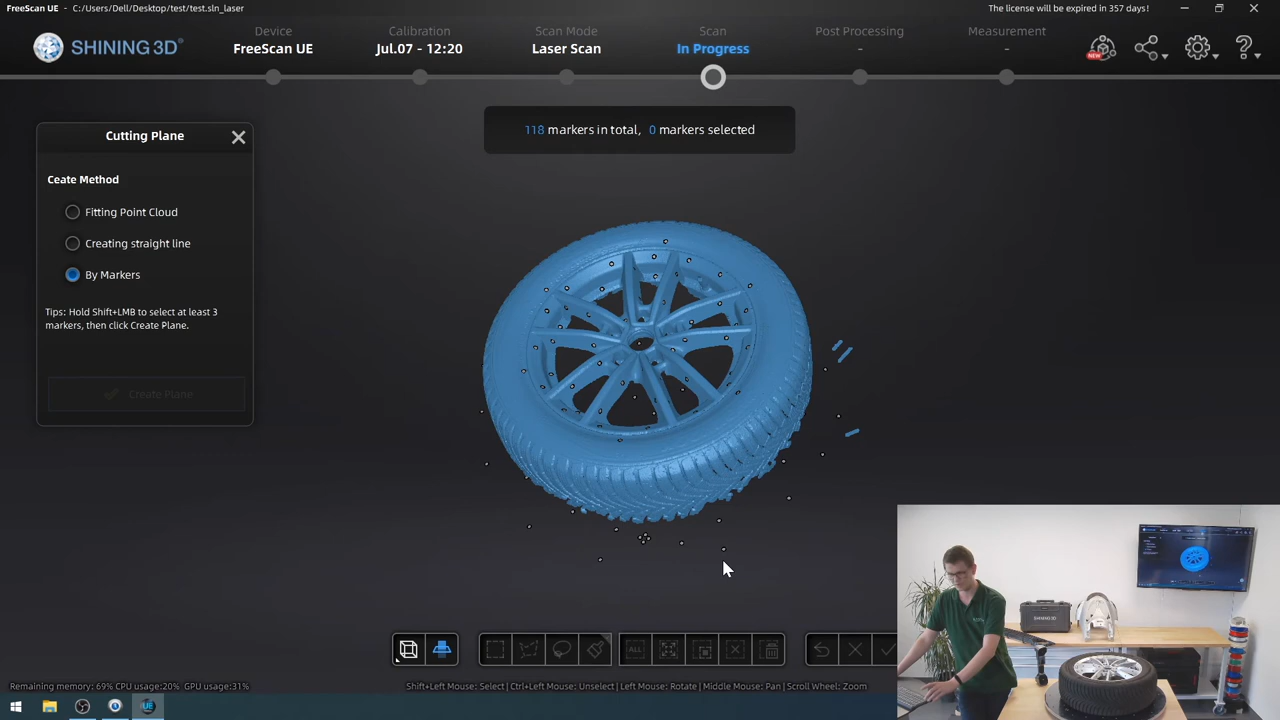 FreeScan UE - C:/Users/Dell/Desktop/test/test.sln_laser
The license will be expired in 357 days!
SHINING 3D®
Device
FreeScan UE
Calibration
Jul.07 - 12:20
Scan Mode
Laser Scan
Scan
In Progress
Post Processing
-
Measurement
-
NEW
118 markers in total, 0 markers selected
Cutting Plane
Ceate Method
Fitting Point Cloud
Creating straight line
By Markers
Tips: Hold Shift+LMB to select at least 3
markers, then click Create Plane.
Create Plane
ALL
SHINING 3D
Remaining memory: 69% CPU usage:20% GPU usage:31%
Shift+Left Mouse: Select | Ctrl+Left Mouse: Unselect | Left Mouse: Rotate | Middle Mouse: Pan | Scroll Wheel: Zoom
UE